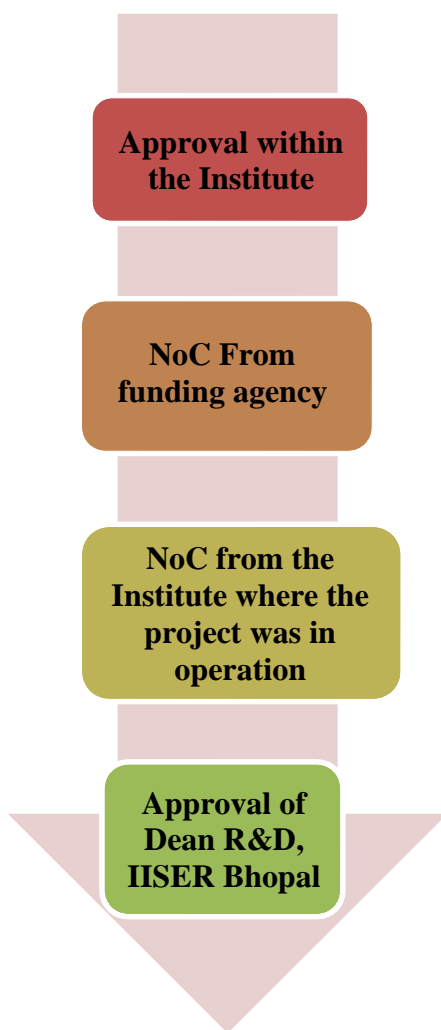 Approval within
the Institute
NoC From
funding agency
NoC from the
Institute where the
project was in
operation
Approval of
Dean R&D,
IISER Bhopal